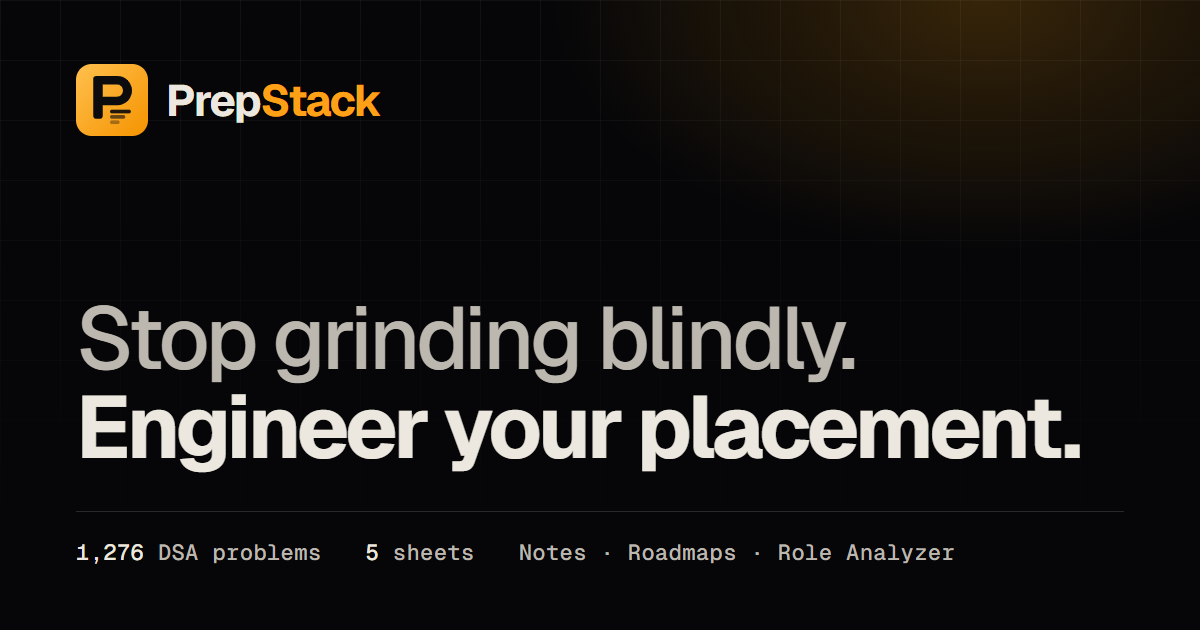 PrepStack
Stop grinding blindly.
Engineer your placement.
1,276 DSA problems 5 sheets Notes · Roadmaps · Role Analyzer